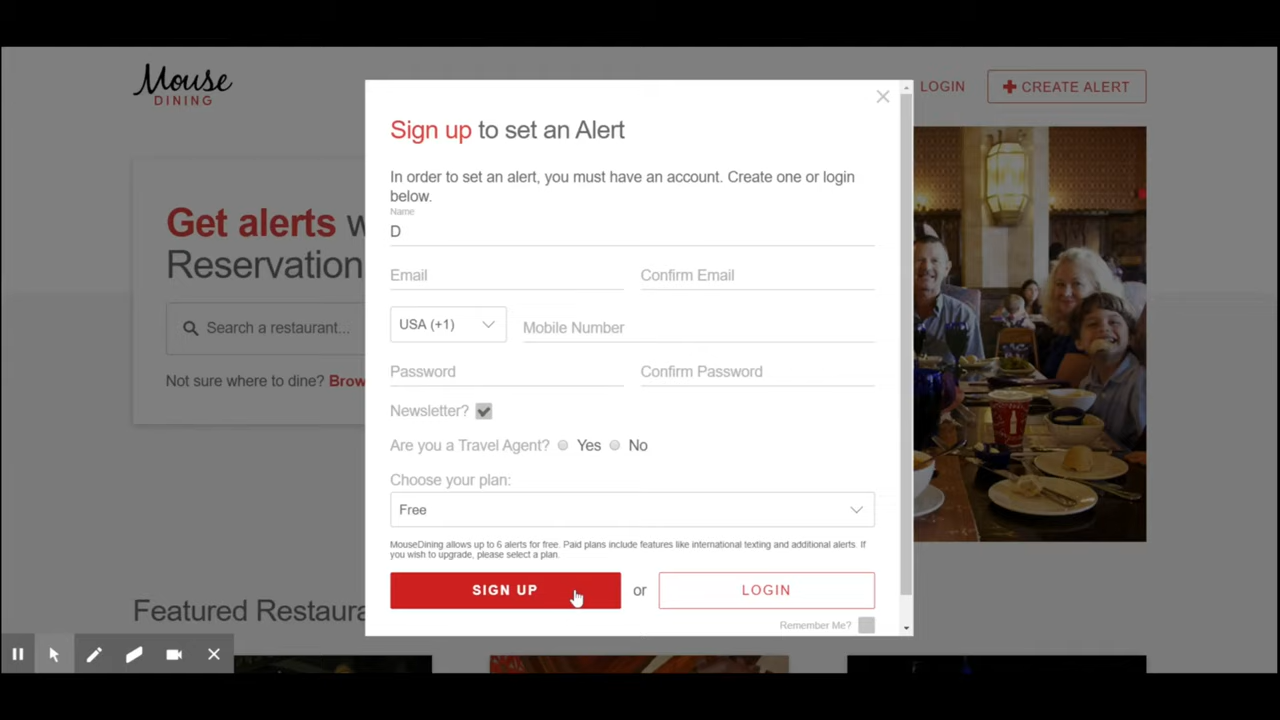 Mouse
DINING
LOGIN
CREATE ALERT
Get alerts w
Reservation
Search a restaurant...
Not sure where to dine? Brow
Featured Restaura
Sign up to set an Alert
In order to set an alert, you must have an account. Create one or login
below.
Name
D
Email Confirm Email
USA (+1) Mobile Number
Password Confirm Password
Newsletter?
Are you a Travel Agent? Yes No
Choose your plan:
Free
MouseDining allows up to 6 alerts for free. Paid plans include features like international texting and additional alerts. If
you wish to upgrade, please select a plan.
SIGN UP or LOGIN
Remember Me?